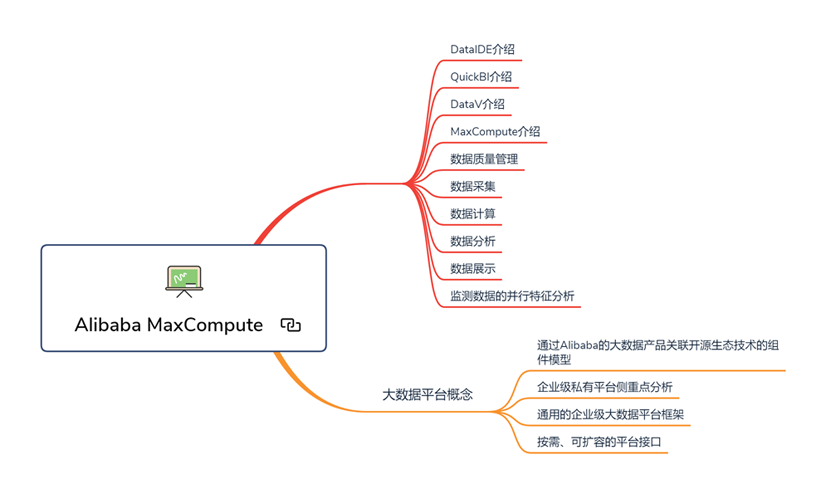 DataIDE介绍
QuickBI介绍
DataV介绍
MaxCompute介绍
数据质量管理
数据采集
数据计算
数据分析
数据展示
监测数据的并行特征分析
Alibaba MaxCompute
大数据平台概念
通过Alibaba的大数据产品关联开源生态技术的组
件模型
企业级私有平台侧重点分析
通用的企业级大数据平台框架
按需、可扩容的平台接口